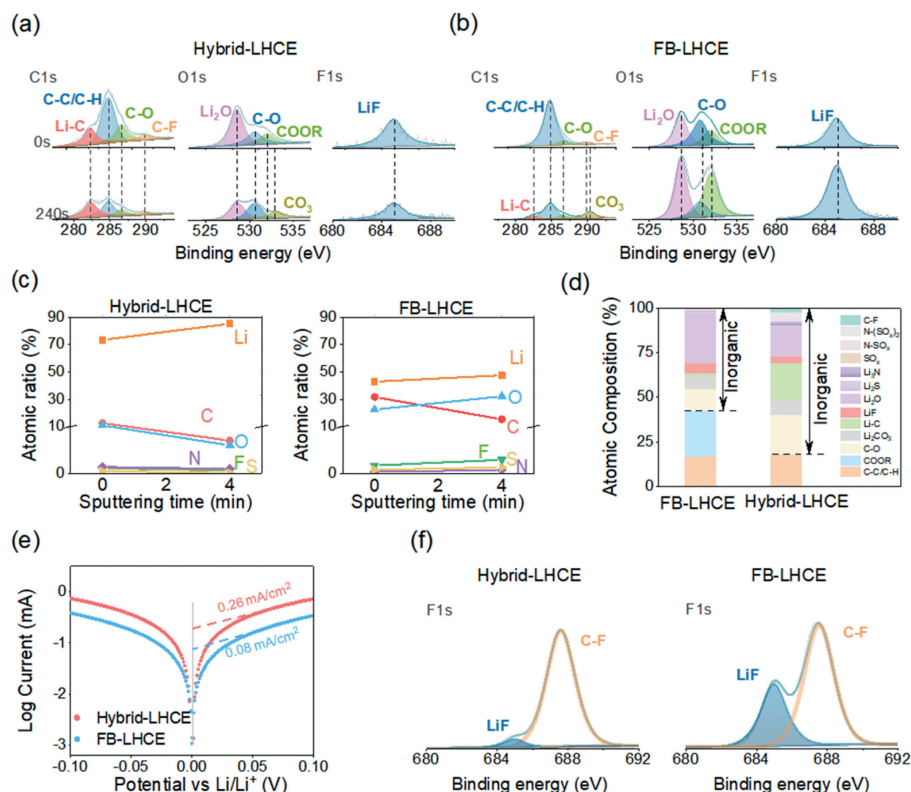 (a)
Hybrid-LHCE
C1s
O1s
F1s
C-C/C-H
Li-C
C-O
C-F
Li₂O
C-O
COOR
LiF
0s
240s
CO₃
280 285 290
525 530 535
680 684 688
Binding energy (eV)
(b)
FB-LHCE
C1s
O1s
F1s
C-C/C-H
C-O
C-F
Li₂O
C-O
COOR
LiF
Li-C
CO₃
280 285 290
525 530 535
680 684 688
Binding energy (eV)
(c)
Hybrid-LHCE
Atomic ratio (%)
90
70
50
30
10
0
Li
C
O
N
F
S
0 4
Sputtering time (min)
FB-LHCE
Atomic ratio (%)
90
70
50
30
10
0
Li
O
C
F
S
N
0 4
Sputtering time (min)
(d)
Atomic Composition (%)
100
75
50
25
0
Inorganic
Inorganic
FB-LHCE
Hybrid-LHCE
C-F
N-(SOₓ)₂
N-SOₓ
SOₓ
Li₃N
Li₂S
Li₂O
LiF
Li-C
Li₂CO₃
C-O
COOR
C-C/C-H
(e)
Log Current (mA)
0
-1
-2
-3
0.26 mA/cm²
0.08 mA/cm²
Hybrid-LHCE
FB-LHCE
-0.10 -0.05 0.00 0.05 0.10
Potential vs Li/Li⁺ (V)
(f)
Hybrid-LHCE
F1s
C-F
LiF
680 684 688 692
Binding energy (eV)
FB-LHCE
F1s
LiF
C-F
680 684 688 692
Binding energy (eV)